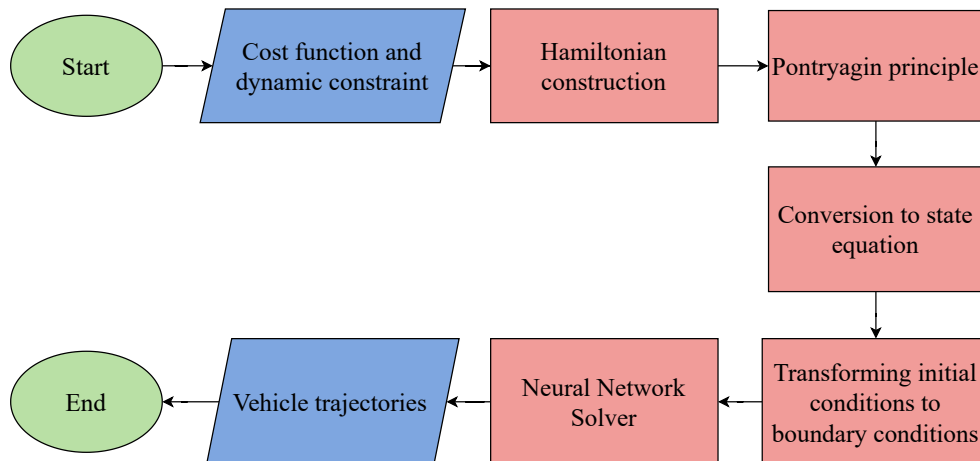 Start
Cost function and
dynamic constraint
Hamiltonian
construction
Pontryagin principle
Conversion to state
equation
Transforming initial
conditions to
boundary conditions
Neural Network
Solver
Vehicle trajectories
End